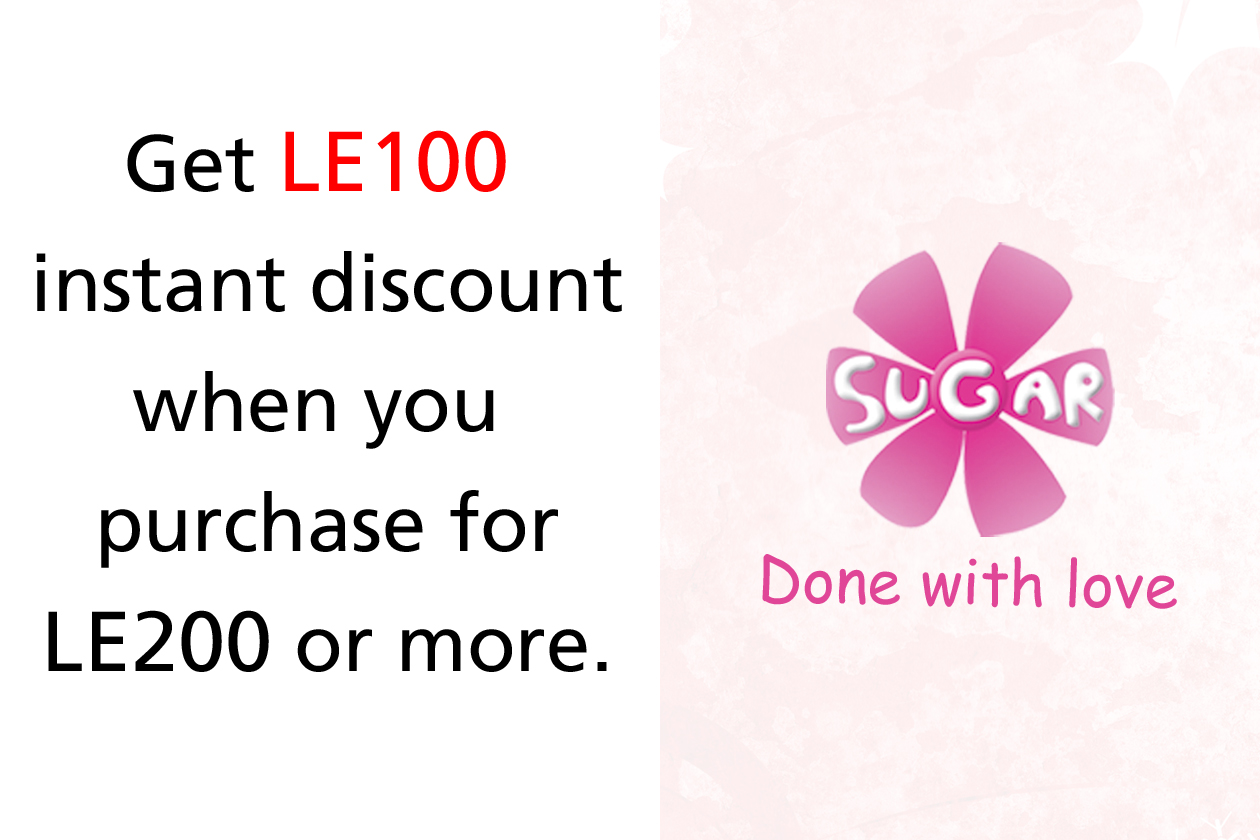 Get LE100
instant discount
when you
purchase for
LE200 or more.
SUGAR
Done with love